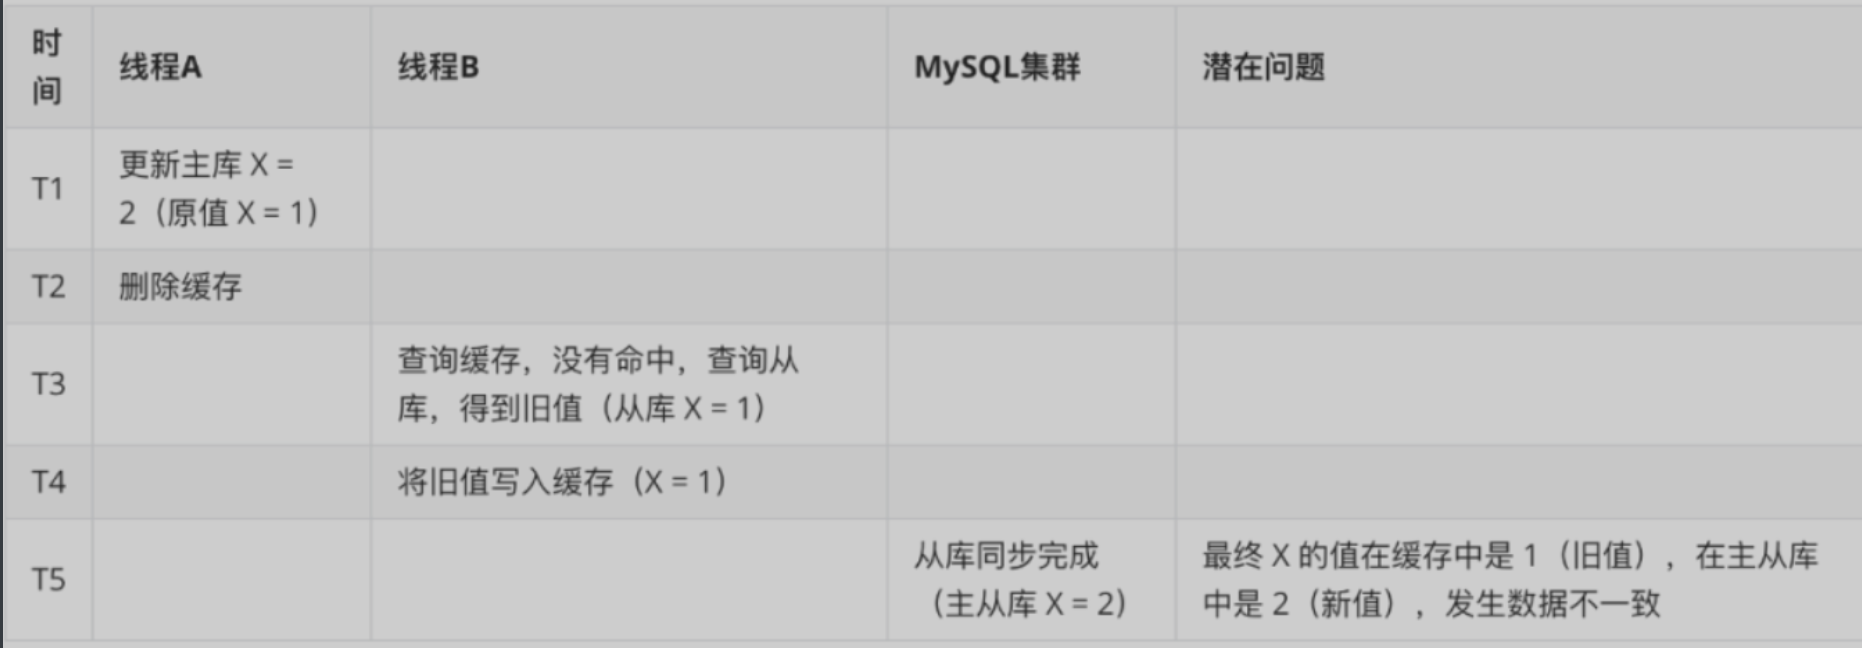 时
间
线程A
线程B
MySQL集群
潜在问题
T1
更新主库 X =
2（原值 X = 1）
T2
删除缓存
T3
查询缓存，没有命中，查询从
库，得到旧值（从库 X = 1）
T4
将旧值写入缓存（X = 1）
T5
从库同步完成
（主从库 X = 2）
最终 X 的值在缓存中是 1（旧值），在主从库
中是 2（新值），发生数据不一致